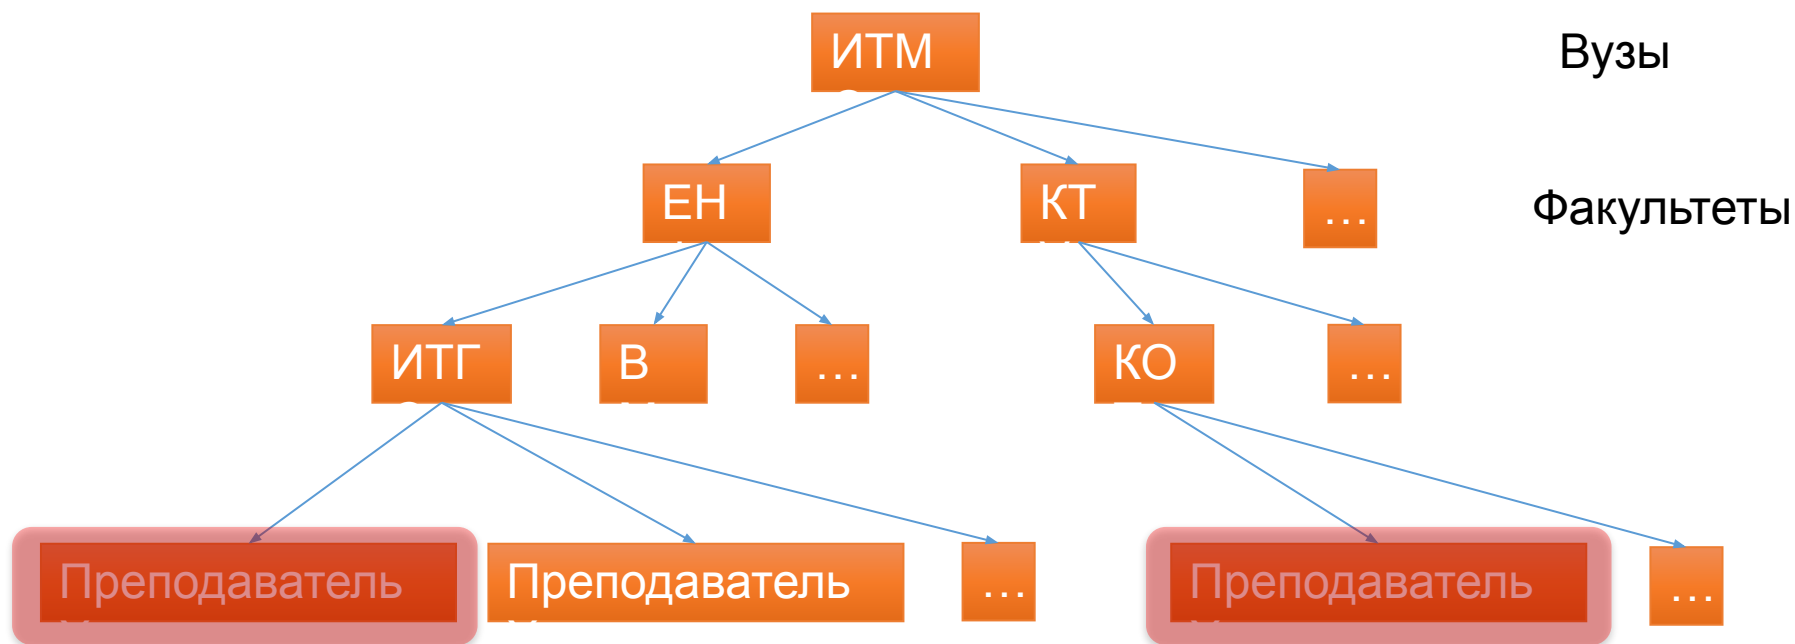 ИТМ
Вузы
ЕН
КТ
...
Факультеты
ИТГ
В
...
КО
...
Преподаватель
Преподаватель
...
Преподаватель
...